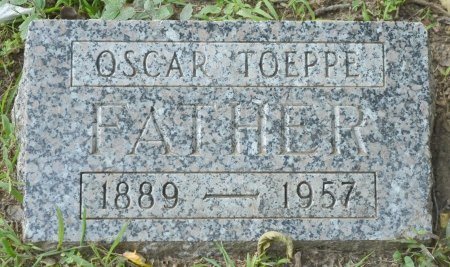 OSCAR TOEPPE
FATHER
1889 — 1957